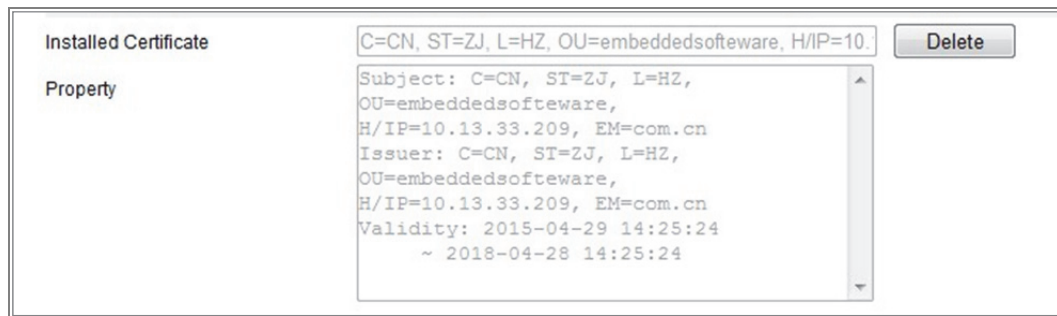 Installed Certificate
C=CN, ST=ZJ, L=HZ, OU=embeddedsofteware, H/IP=10.
Delete
Property
Subject: C=CN, ST=ZJ, L=HZ,
OU=embeddedsofteware,
H/IP=10.13.33.209, EM=com.cn
Issuer: C=CN, ST=ZJ, L=HZ,
OU=embeddedsofteware,
H/IP=10.13.33.209, EM=com.cn
Validity: 2015-04-29 14:25:24
~ 2018-04-28 14:25:24